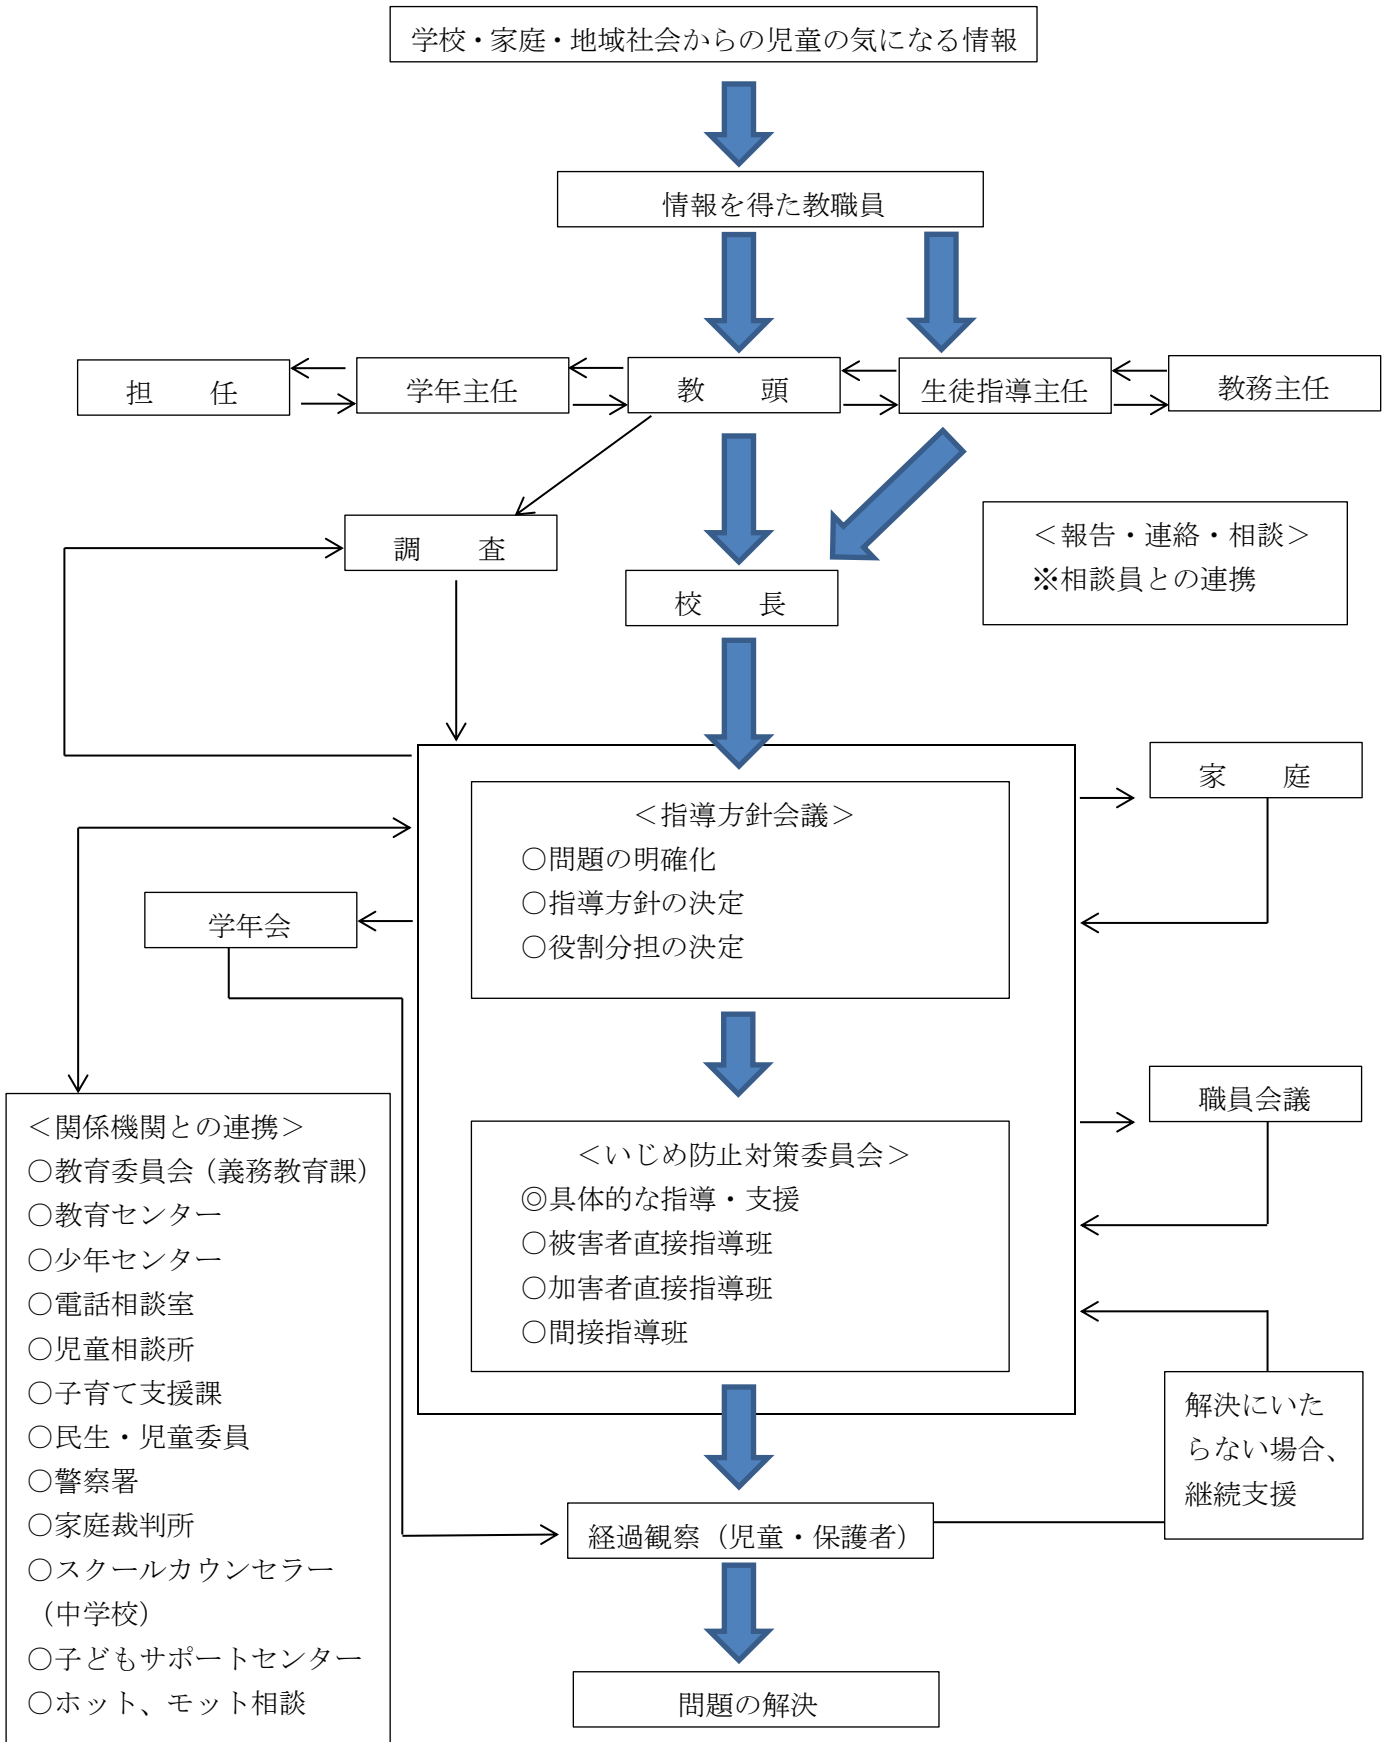 学校・家庭・地域社会からの児童の気になる情報
情報を得た教職員
担　　任
学年主任
教　　頭
生徒指導主任
教務主任
調　　査
＜報告・連絡・相談＞
※相談員との連携
校　　長
家　　庭
＜指導方針会議＞
○問題の明確化
○指導方針の決定
○役割分担の決定
学年会
職員会議
＜いじめ防止対策委員会＞
◎具体的な指導・支援
○被害者直接指導班
○加害者直接指導班
○間接指導班
＜関係機関との連携＞
○教育委員会（義務教育課）
○教育センター
○少年センター
○電話相談室
○児童相談所
○子育て支援課
○民生・児童委員
○警察署
○家庭裁判所
○スクールカウンセラー
（中学校）
○子どもサポートセンター
○ホット、モット相談
解決にいた
らない場合、
継続支援
経過観察（児童・保護者）
問題の解決